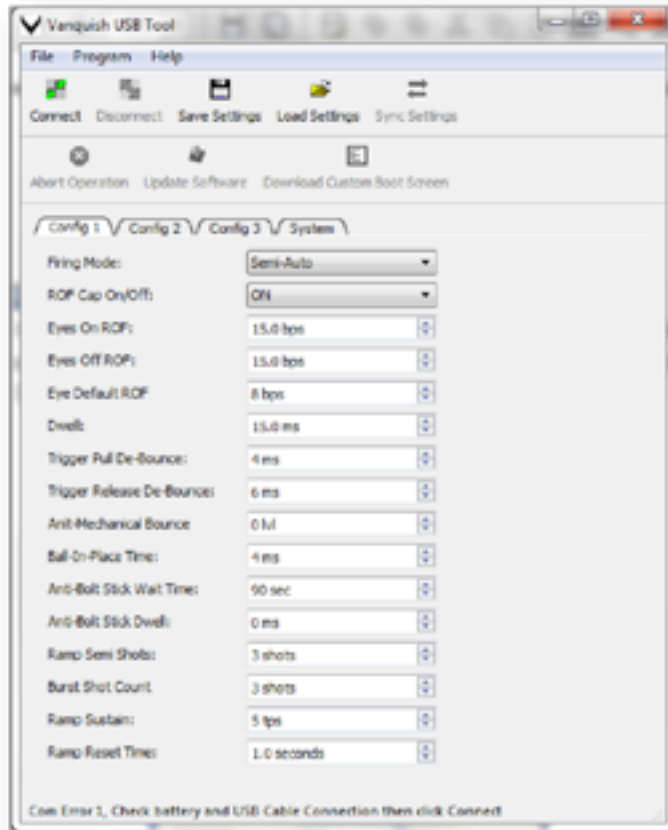 Vanquish USB Tool
File Program Help
Connect Disconnect Save Settings Load Settings Sync Settings
Abort Operation Update Software Download Custom Boot Screen
Config 1 Config 2 Config 3 System
Firing Mode: Semi-Auto
ROF Cap On/Off: ON
Eyes On ROF: 15.0 bps
Eyes Off ROF: 15.0 bps
Eye Default ROF 8 bps
Dwell: 15.0 ms
Trigger Pull De-Bounce: 4 ms
Trigger Release De-Bounce: 6 ms
Anit-Mechanical Bounce 0 lvl
Ball-In-Place Time: 4 ms
Anti-Bolt Stick Wait Time: 90 sec
Anti-Bolt Stick Dwell: 0 ms
Ramp Semi Shots: 3 shots
Burst Shot Count 3 shots
Ramp Sustain: 5 tps
Ramp Reset Time: 1.0 seconds
Com Error 1, Check battery and USB Cable Connection then click Connect